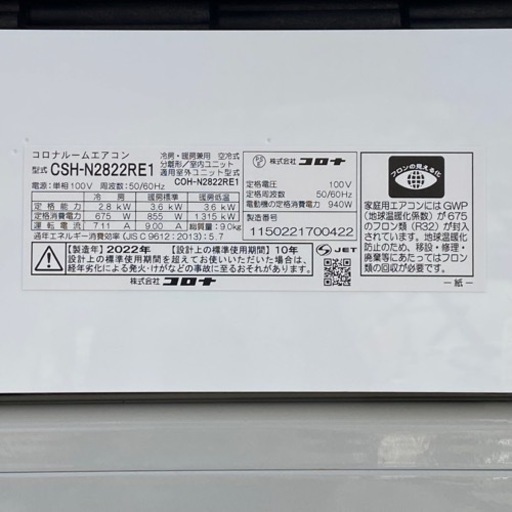 コロナルームエアコン
冷房・暖房兼用 空冷式
分離形/室内ユニット
型式 CSH-N2822RE1
適用室外ユニット型式
電源:単相100V 周波数:50/60Hz
COH-N2822RE1
冷房 暖房標準 暖房低温
定格能力 2.8 kW 3.6 kW 3.6 kW
定格消費電力 675 W 855 W 1,315 kW
運転電流 7.11 A 9.00 A 総質量:9.0kg
通年エネルギー消費効率(JIS C 9612:2013):5.7
株式会社 コロナ
定格電圧 100V
定格周波数 50/60Hz
電動機の定格消費電力 940W
製造番号
1150221700422
【製造年】2022年 【設計上の標準使用期間】10年
設計上の標準使用期間を超えてお使いいただいた場合は、
経年劣化による発火・けがなどの事故に至るおそれがあります。
株式会社 コロナ
JET
フロンの見える化
家庭用エアコンにはGWP
(地球温暖化係数)が675
のフロン類(R32)が封入
されています。地球温暖化
防止のため、移設・修理・
廃棄等にあたってはフロン
類の回収が必要です。
ー紙ー